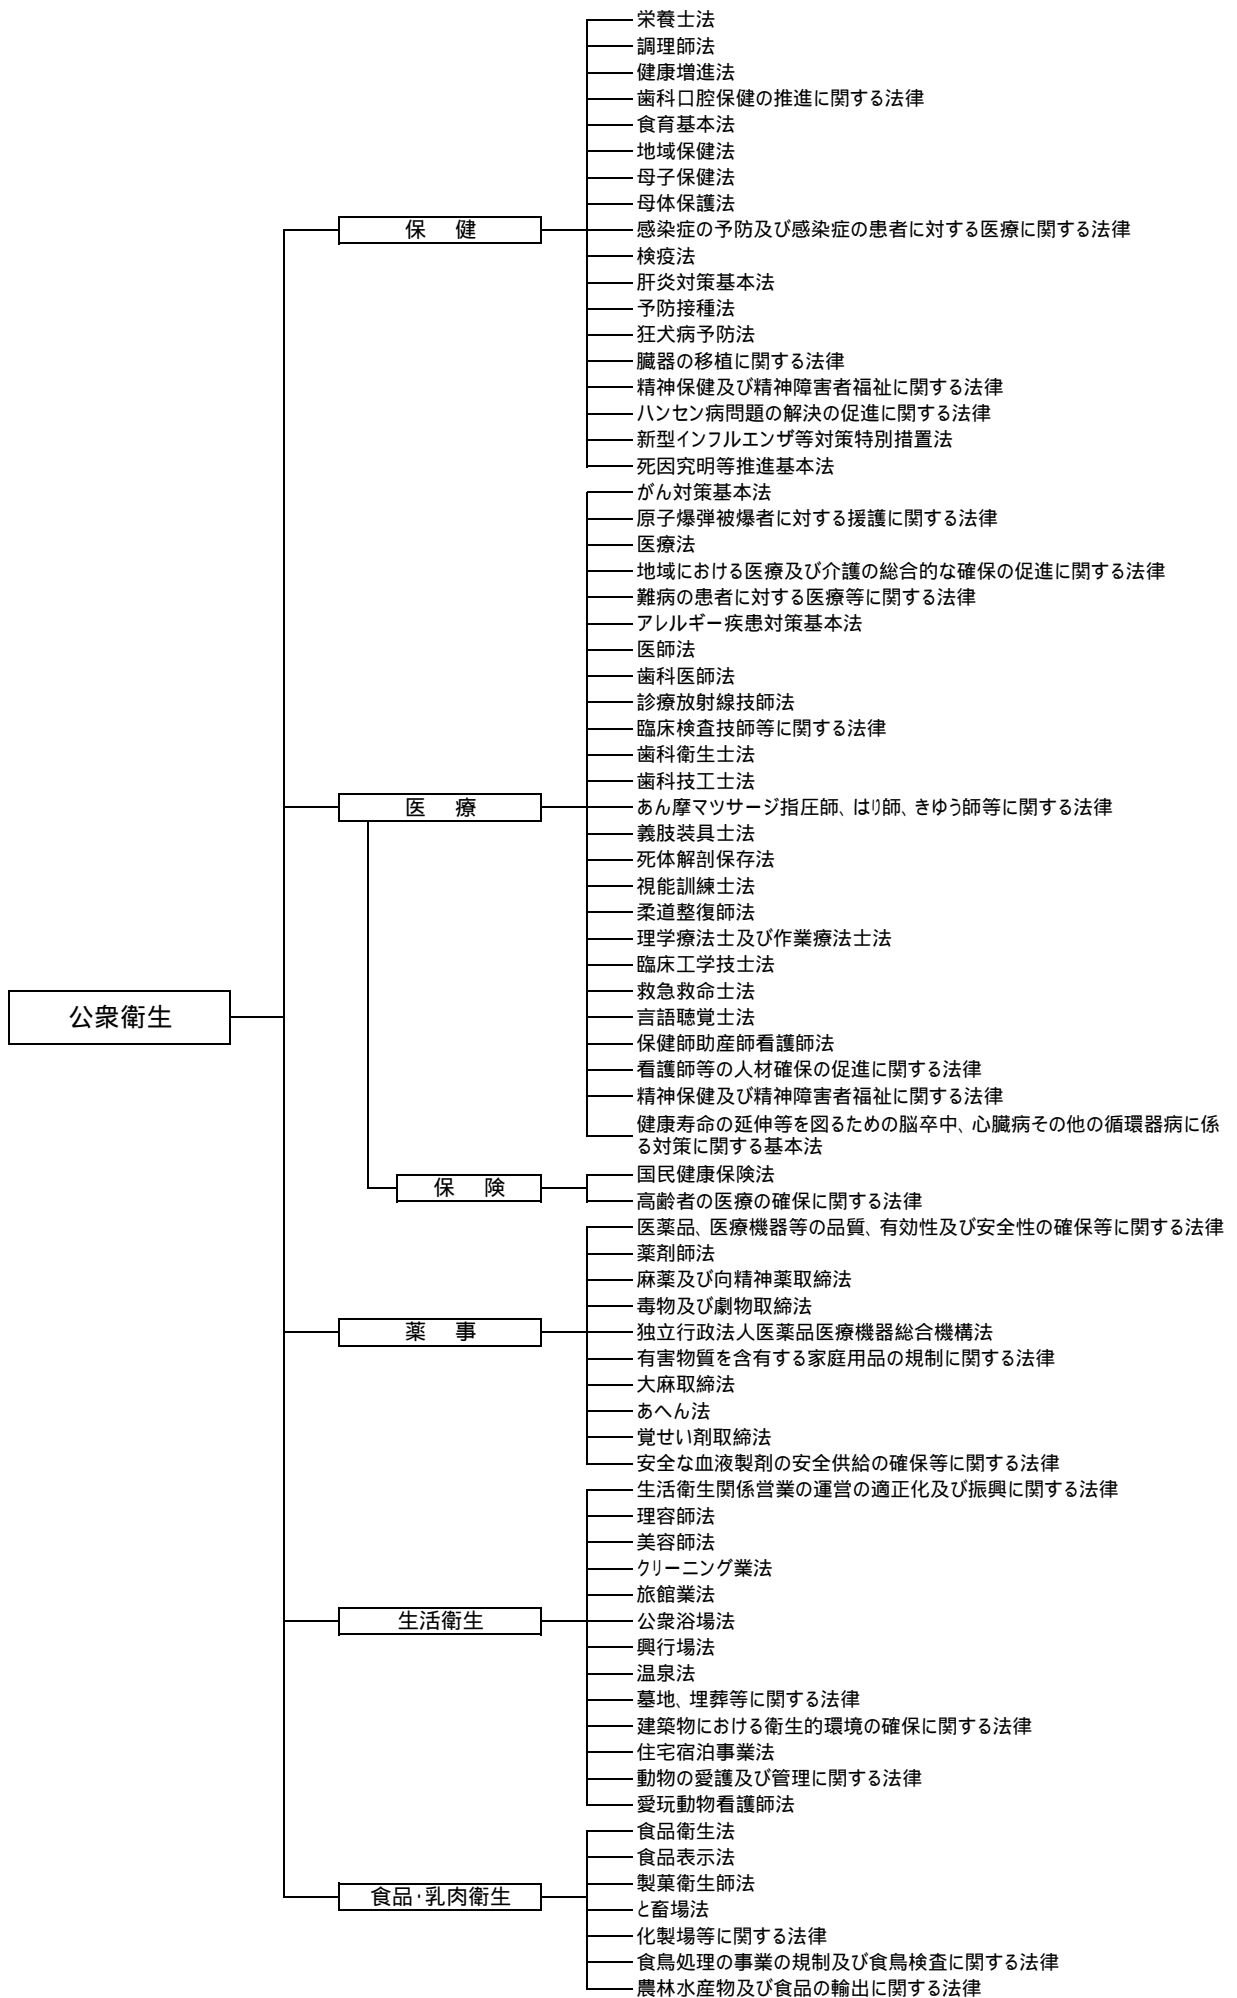 公衆衛生
保　健
栄養士法
調理師法
健康増進法
歯科口腔保健の推進に関する法律
食育基本法
地域保健法
母子保健法
母体保護法
感染症の予防及び感染症の患者に対する医療に関する法律
検疫法
肝炎対策基本法
予防接種法
狂犬病予防法
臓器の移植に関する法律
精神保健及び精神障害者福祉に関する法律
ハンセン病問題の解決の促進に関する法律
新型インフルエンザ等対策特別措置法
死因究明等推進基本法
医　療
がん対策基本法
原子爆弾被爆者に対する援護に関する法律
医療法
地域における医療及び介護の総合的な確保の促進に関する法律
難病の患者に対する医療等に関する法律
アレルギー疾患対策基本法
医師法
歯科医師法
診療放射線技師法
臨床検査技師等に関する法律
歯科衛生士法
歯科技工士法
あん摩マツサージ指圧師、はり師、きゆう師等に関する法律
義肢装具士法
死体解剖保存法
視能訓練士法
柔道整復師法
理学療法士及び作業療法士法
臨床工学技士法
救急救命士法
言語聴覚士法
保健師助産師看護師法
看護師等の人材確保の促進に関する法律
精神保健及び精神障害者福祉に関する法律
健康寿命の延伸等を図るための脳卒中、心臓病その他の循環器病に係
る対策に関する基本法
保　険
国民健康保険法
高齢者の医療の確保に関する法律
薬　事
医薬品、医療機器等の品質、有効性及び安全性の確保等に関する法律
薬剤師法
麻薬及び向精神薬取締法
毒物及び劇物取締法
独立行政法人医薬品医療機器総合機構法
有害物質を含有する家庭用品の規制に関する法律
大麻取締法
あへん法
覚せい剤取締法
安全な血液製剤の安全供給の確保等に関する法律
生活衛生
生活衛生関係営業の運営の適正化及び振興に関する法律
理容師法
美容師法
クリーニング業法
旅館業法
公衆浴場法
興行場法
温泉法
墓地、埋葬等に関する法律
建築物における衛生的環境の確保に関する法律
住宅宿泊事業法
動物の愛護及び管理に関する法律
愛玩動物看護師法
食品・乳肉衛生
食品衛生法
食品表示法
製菓衛生師法
と畜場法
化製場等に関する法律
食鳥処理の事業の規制及び食鳥検査に関する法律
農林水産物及び食品の輸出に関する法律